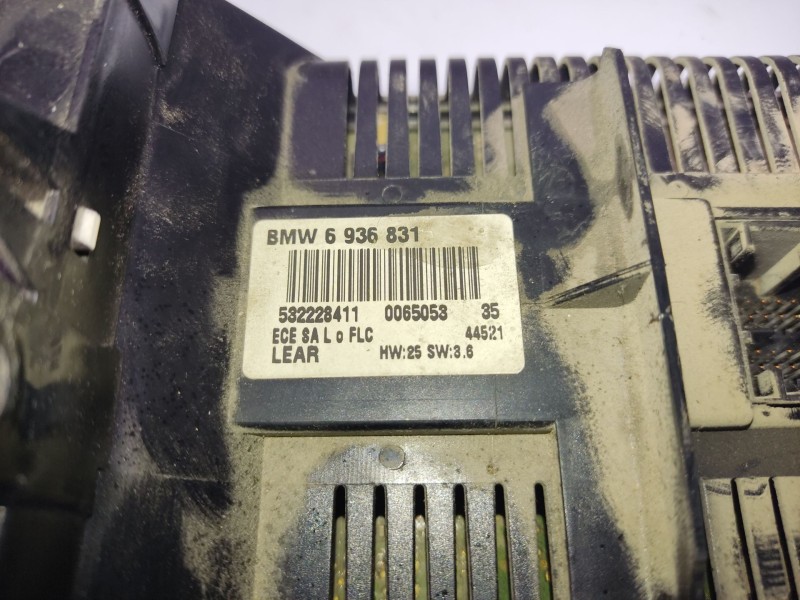 BMW 6 936 831
532228411 0065053 35
ECE SA L o FLC 44521
LEAR HW:25 SW:3.6